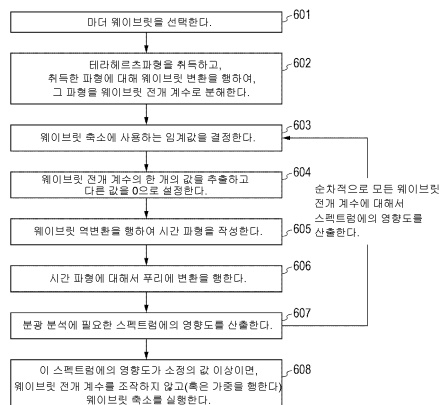 601
마더 웨이브릿을 선택한다.
602
테라헤르츠파형을 취득하고,
취득한 파형에 대해 웨이브릿 변환을 행하여,
그 파형을 웨이브릿 전개 계수로 분해한다.
603
웨이브릿 축소에 사용하는 임계값을 결정한다.
604
웨이브릿 전개 계수의 한 개의 값을 추출하고
다른 값을 0으로 설정한다.
605
웨이브릿 역변환을 행하여 시간 파형을 작성한다.
606
시간 파형에 대해서 푸리에 변환을 행한다.
607
분광 분석에 필요한 스펙트럼에의 영향도를 산출한다.
608
이 스펙트럼에의 영향도가 소정의 값 이상이면,
웨이브릿 전개 계수를 조작하지 않고(혹은 가중을 행한다)
웨이브릿 축소를 실행한다.
순차적으로 모든 웨이브릿
전개 계수에 대해서
스펙트럼에의 영향도를
산출한다.